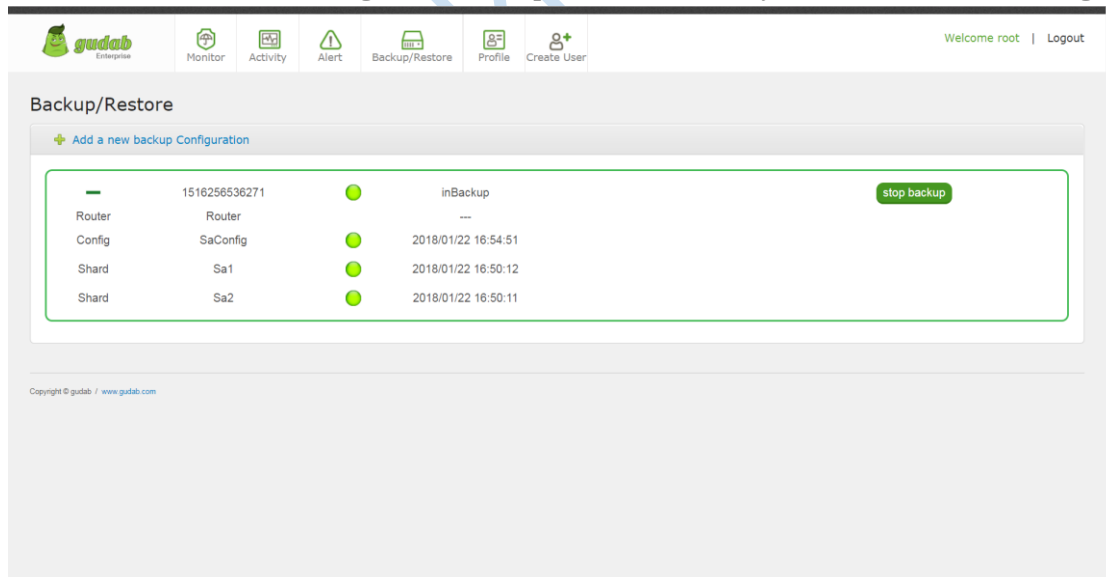 gudab
Enterprise
Monitor
Activity
Alert
Backup/Restore
Profile
Create User
Welcome root | Logout
Backup/Restore
Add a new backup Configuration
1516256536271 inBackup stop backup
Router Router ---
Config SaConfig 2018/01/22 16:54:51
Shard Sa1 2018/01/22 16:50:12
Shard Sa2 2018/01/22 16:50:11
Copyright © gudab / www.gudab.com